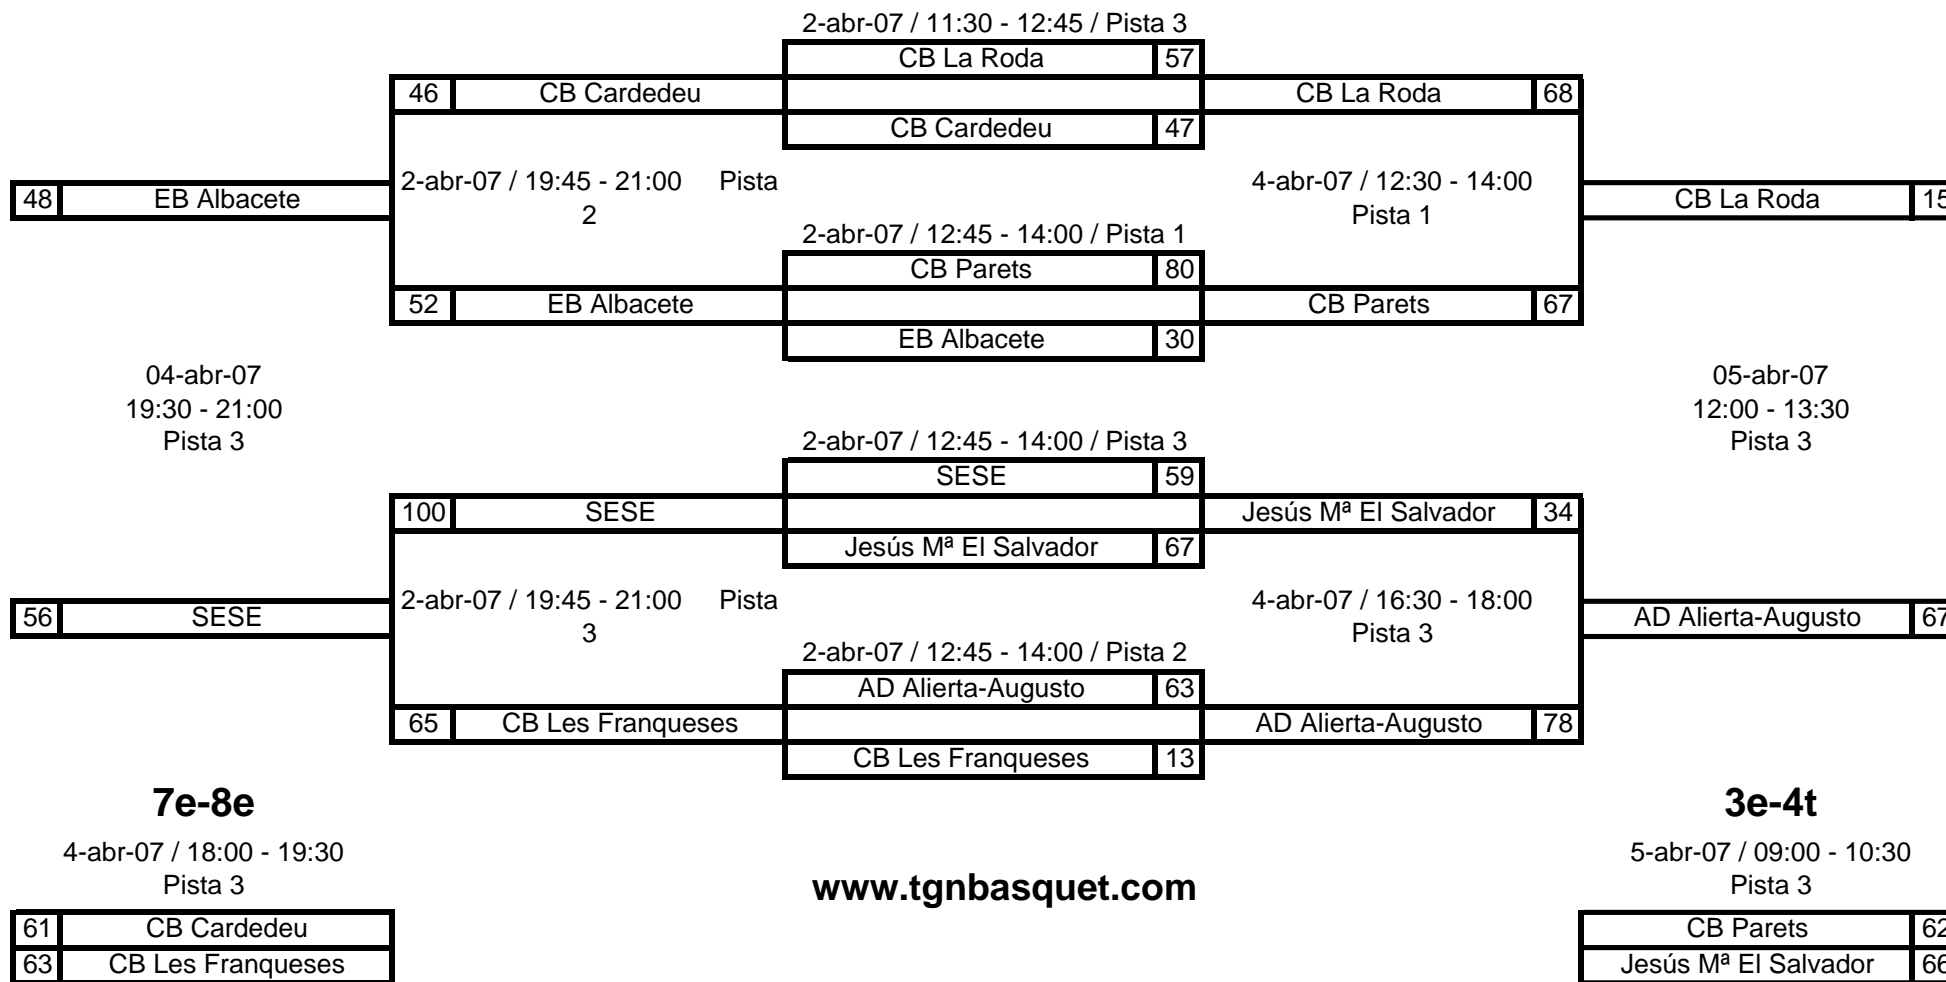 2-abr-07 / 11:30 - 12:45 / Pista 3
CB La Roda 57
46 CB Cardedeu
CB La Roda 68
CB Cardedeu 47
2-abr-07 / 19:45 - 21:00 Pista
2
4-abr-07 / 12:30 - 14:00
Pista 1
48 EB Albacete
CB La Roda 15
2-abr-07 / 12:45 - 14:00 / Pista 1
CB Parets 80
52 EB Albacete
CB Parets 67
EB Albacete 30
04-abr-07
19:30 - 21:00
Pista 3
05-abr-07
12:00 - 13:30
Pista 3
2-abr-07 / 12:45 - 14:00 / Pista 3
SESE 59
100 SESE
Jesús Mª El Salvador 34
Jesús Mª El Salvador 67
2-abr-07 / 19:45 - 21:00 Pista
3
4-abr-07 / 16:30 - 18:00
Pista 3
56 SESE
AD Alierta-Augusto 67
2-abr-07 / 12:45 - 14:00 / Pista 2
AD Alierta-Augusto 63
65 CB Les Franqueses
AD Alierta-Augusto 78
CB Les Franqueses 13
7e-8e
4-abr-07 / 18:00 - 19:30
Pista 3
61 CB Cardedeu
63 CB Les Franqueses
www.tgnbasquet.com
3e-4t
5-abr-07 / 09:00 - 10:30
Pista 3
CB Parets 62
Jesús Mª El Salvador 66